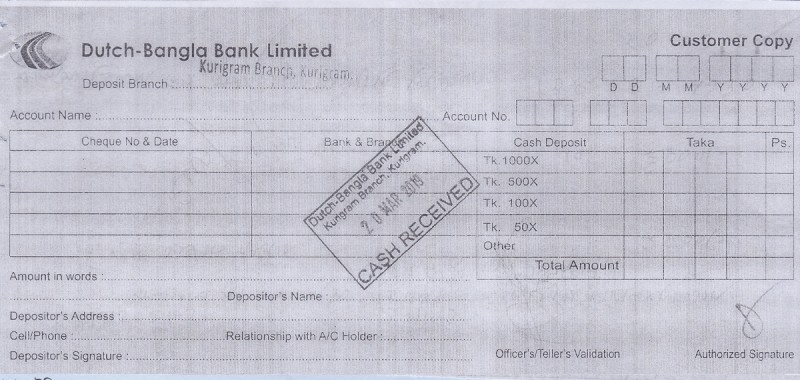 Dutch-Bangla Bank Limited
Customer Copy
Kurigram Branch, Kurigram.
Deposit Branch :
D D M M Y Y Y Y
Account Name :
Account No.
Cheque No & Date
Bank & Branch
Cash Deposit
Taka
Ps.
Tk. 1000X
Tk. 500X
Tk. 100X
Tk. 50X
Other
Total Amount
Dutch-Bangla Bank Limited
Kurigram Branch, Kurigram.
20 MAR 2019
CASH RECEIVED
Amount in words :
Depositor's Name :
Depositor's Address :
Cell/Phone :
Relationship with A/C Holder :
Depositor's Signature :
Officer's/Teller's Validation
Authorized Signature